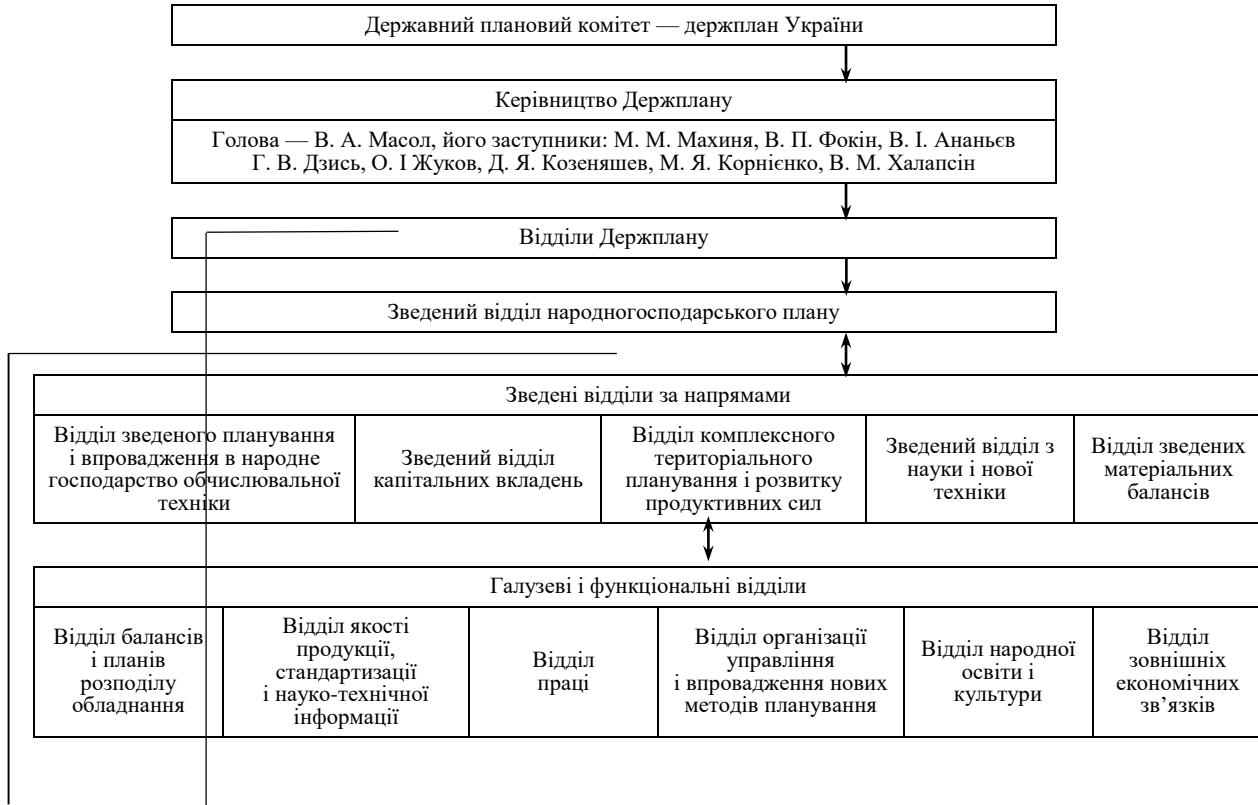 Державний плановий комітет — держплан України
Керівництво Держплану
Голова — В. А. Масол, його заступники: М. М. Махиня, В. П. Фокін, В. І. Ананьєв
Г. В. Дзись, О. І Жуков, Д. Я. Козеняшев, М. Я. Корнієнко, В. М. Халапсін
Відділи Держплану
Зведений відділ народногосподарського плану
Зведені відділи за напрямами
Відділ зведеного планування
і впровадження в народне
господарство обчислювальної
техніки
Зведений відділ
капітальних вкладень
Відділ комплексного
територіального
планування і розвитку
продуктивних сил
Зведений відділ з
науки і нової
техніки
Відділ зведених
матеріальних
балансів
Галузеві і функціональні відділи
Відділ балансів
і планів
розподілу
обладнання
Відділ якості
продукції,
стандартизації
і науко-технічної
інформації
Відділ
праці
Відділ організації
управління
і впровадження нових
методів планування
Відділ народної
освіти і
культури
Відділ
зовнішніх
економічних
зв’язків